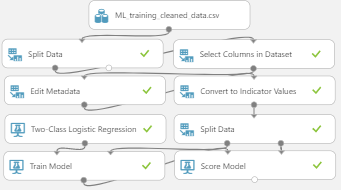 ML_training_cleaned_data.csv
Split Data
Select Columns in Dataset
Edit Metadata
Convert to Indicator Values
Two-Class Logistic Regression
Split Data
Train Model
Score Model